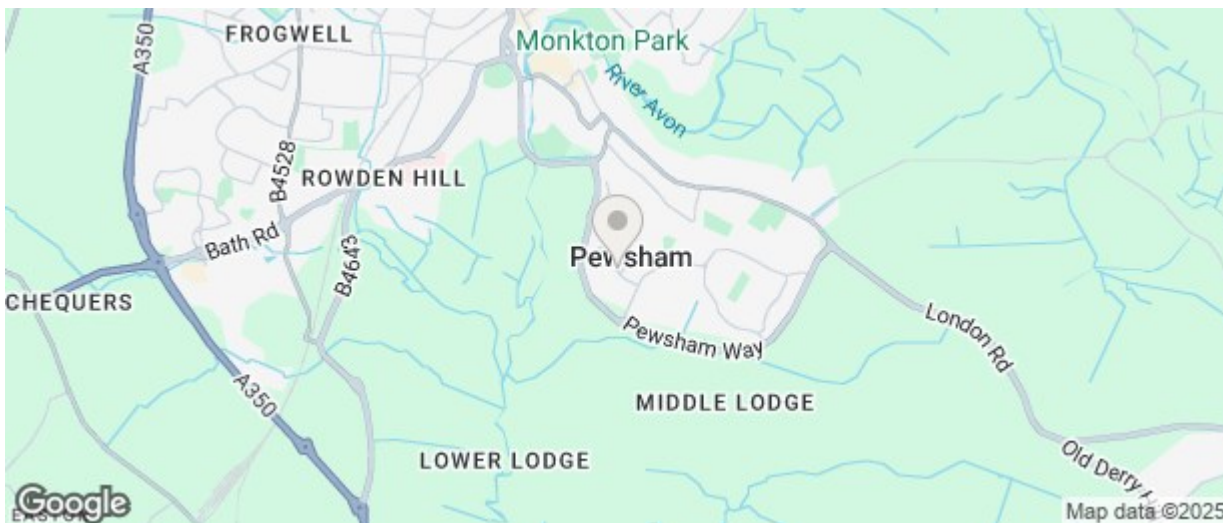 A350
FROGWELL
Monkton Park
River Avon
B4528
ROWDEN HILL
Bath Rd
B4643
Pewsham
CHEQUERS
London Rd
Pewsham Way
A350
MIDDLE LODGE
LOWER LODGE
Old Derry
Google
Map data ©2025